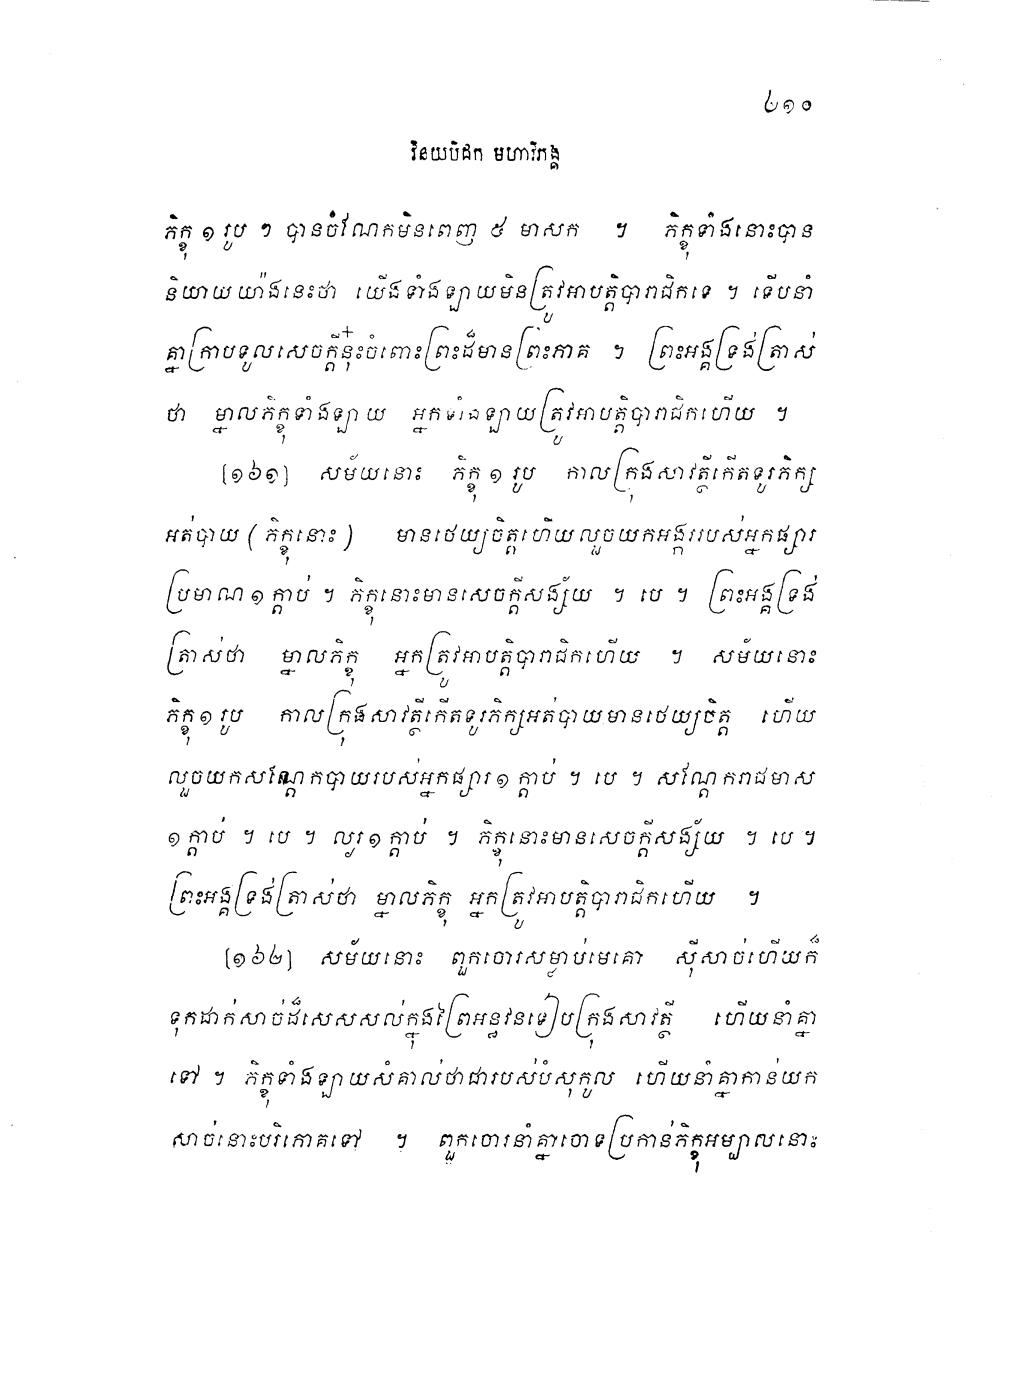 ៤១០
វិនយបិដក មហាវិភង្គ
ភិក្ខុ ១ រូប ៗ បានចំណែកមិនពេញ ៥ មាសក ។ ភិក្ខុទាំងនោះបាន
និយាយយ៉ាងនេះថា យើងទាំងឡាយមិនត្រូវអាបត្តិបារាជិកទេ ។ ទើបនាំ
គ្នាក្រាបទូលសេចក្តីនុ៎ះចំពោះព្រះដ៏មានព្រះភាគ ។ ព្រះអង្គទ្រង់ត្រាស់
ថា ម្នាលភិក្ខុទាំងឡាយ អ្នកទាំងឡាយត្រូវអាបត្តិបារាជិកហើយ ។
[១៦១] សម័យនោះ ភិក្ខុ ១ រូប កាលក្រុងសាវត្ថីកើតទូរភិក្ស
អត់បាយ (ភិក្ខុនោះ) មានថេយ្យចិត្តហើយលួចយកអង្ករបស់អ្នកផ្សារ
ប្រមាណ ១ ក្តាប់ ។ ភិក្ខុនោះមានសេចក្តីសង្ស័យ ។ បេ ។ ព្រះអង្គទ្រង់
ត្រាស់ថា ម្នាលភិក្ខុ អ្នកត្រូវអាបត្តិបារាជិកហើយ ។ សម័យនោះ
ភិក្ខុ ១ រូប កាលក្រុងសាវត្ថីកើតទូរភិក្សអត់បាយមានថេយ្យចិត្ត ហើយ
លួចយកសណ្តែកបាយរបស់អ្នកផ្សារ ១ ក្តាប់ ។ បេ ។ សណ្តែករាជមាស
១ ក្តាប់ ។ បេ ។ ល្ង ១ ក្តាប់ ។ ភិក្ខុនោះមានសេចក្តីសង្ស័យ ។ បេ ។
ព្រះអង្គទ្រង់ត្រាស់ថា ម្នាលភិក្ខុ អ្នកត្រូវអាបត្តិបារាជិកហើយ ។
[១៦២] សម័យនោះ ពួកចោរសម្លាប់មេគោ ស៊ីសាច់ហើយក៏
ទុកដាក់សាច់ដ៏សេសសល់ក្នុងព្រៃអន្ធវនទៀបក្រុងសាវត្ថី ហើយនាំគ្នា
ទៅ ។ ភិក្ខុទាំងឡាយសំគាល់ថាជារបស់បំសុកូល ហើយនាំគ្នាកាន់យក
សាច់នោះបរិភោគទៅ ។ ពួកចោរនាំគ្នាចោទប្រកាន់ភិក្ខុអម្បាលនោះ